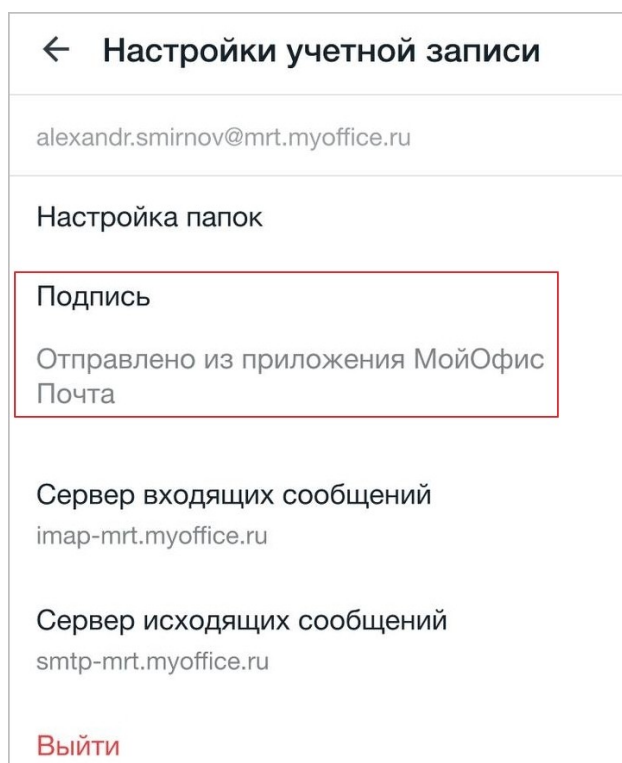 Настройки учетной записи
alexandr.smirnov@mrt.myoffice.ru
Настройка папок
Подпись
Отправлено из приложения МойОфис
Почта
Сервер входящих сообщений
imap-mrt.myoffice.ru
Сервер исходящих сообщений
smtp-mrt.myoffice.ru
Выйти